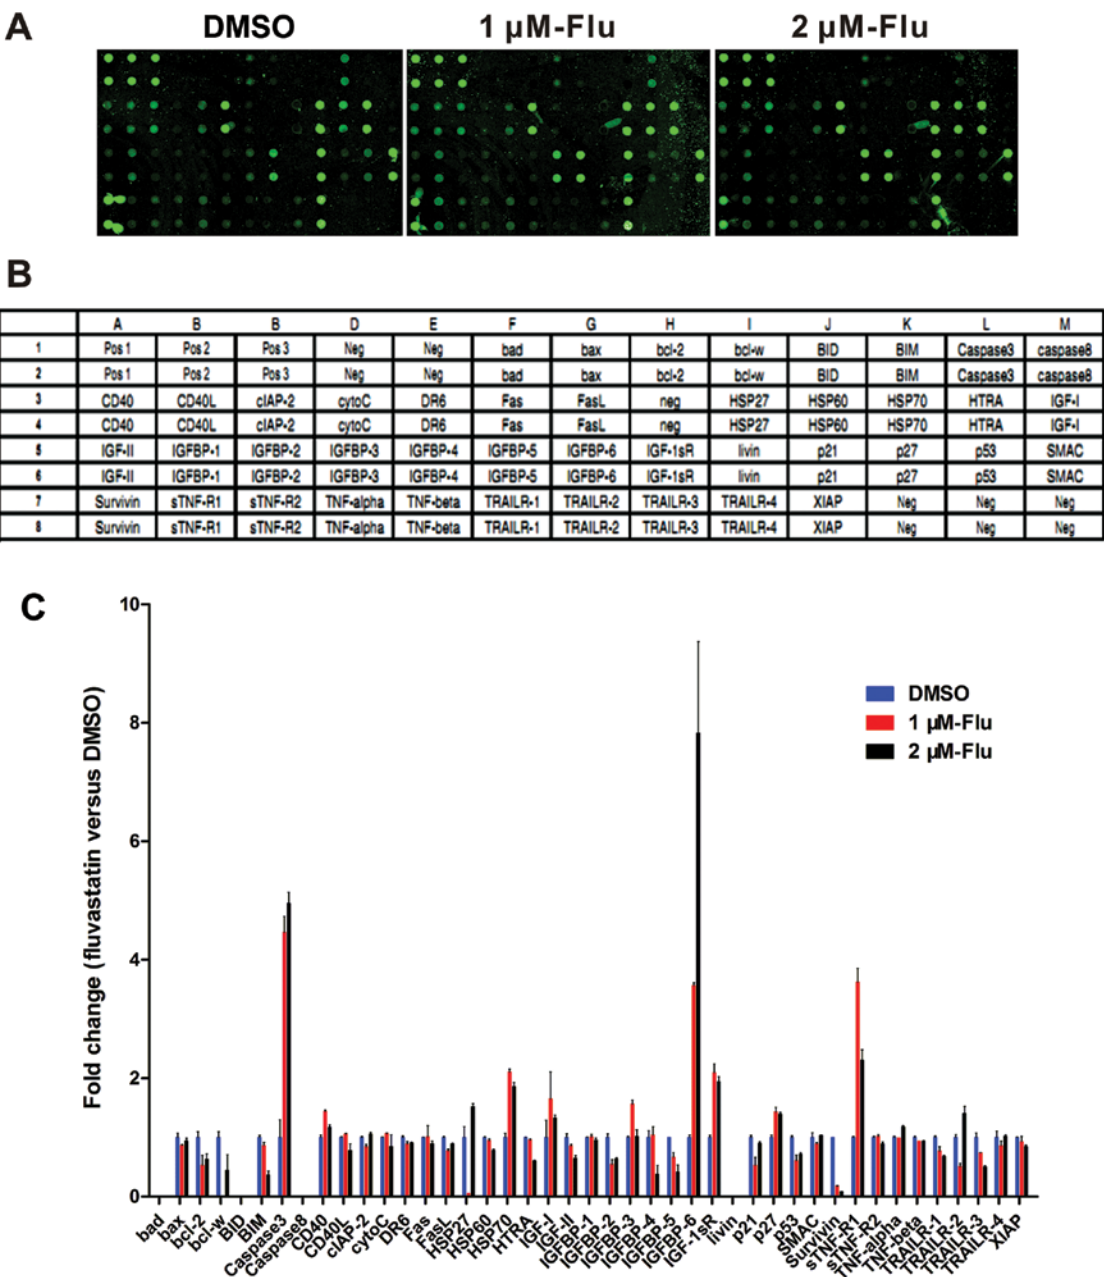 A
DMSO 1 µM-Flu 2 µM-Flu
B
A B B D E F G H I J K L M
1 Pos 1 Pos 2 Pos 3 Neg Neg bad bax bcl-2 bcl-w BID BIM Caspase3 caspase8
2 Pos 1 Pos 2 Pos 3 Neg Neg bad bax bcl-2 bcl-w BID BIM Caspase3 caspase8
3 CD40 CD40L cIAP-2 cytoC DR6 Fas FasL neg HSP27 HSP60 HSP70 HTRA IGF-I
4 CD40 CD40L cIAP-2 cytoC DR6 Fas FasL neg HSP27 HSP60 HSP70 HTRA IGF-I
5 IGF-II IGFBP-1 IGFBP-2 IGFBP-3 IGFBP-4 IGFBP-5 IGFBP-6 IGF-1sR livin p21 p27 p53 SMAC
6 IGF-II IGFBP-1 IGFBP-2 IGFBP-3 IGFBP-4 IGFBP-5 IGFBP-6 IGF-1sR livin p21 p27 p53 SMAC
7 Survivin sTNF-R1 sTNF-R2 TNF-alpha TNF-beta TRAILR-1 TRAILR-2 TRAILR-3 TRAILR-4 XIAP Neg Neg Neg
8 Survivin sTNF-R1 sTNF-R2 TNF-alpha TNF-beta TRAILR-1 TRAILR-2 TRAILR-3 TRAILR-4 XIAP Neg Neg Neg
C
Fold change (fluvastatin versus DMSO)
10
8
6
4
2
0
DMSO
1 µM-Flu
2 µM-Flu
bad bax bcl-2 bcl-w BID BIM Caspase3 Caspase8 CD40 CD40L cIAP-2 cytoC DR6 Fas FasL HSP27 HSP60 HSP70 HTRA IGF-I IGF-II IGFBP-1 IGFBP-2 IGFBP-3 IGFBP-4 IGFBP-5 IGFBP-6 IGF-1sR livin p21 p27 p53 SMAC Survivin sTNF-R1 sTNF-R2 TNF-alpha TNF-beta TRAILR-1 TRAILR-2 TRAILR-3 TRAILR-4 XIAP